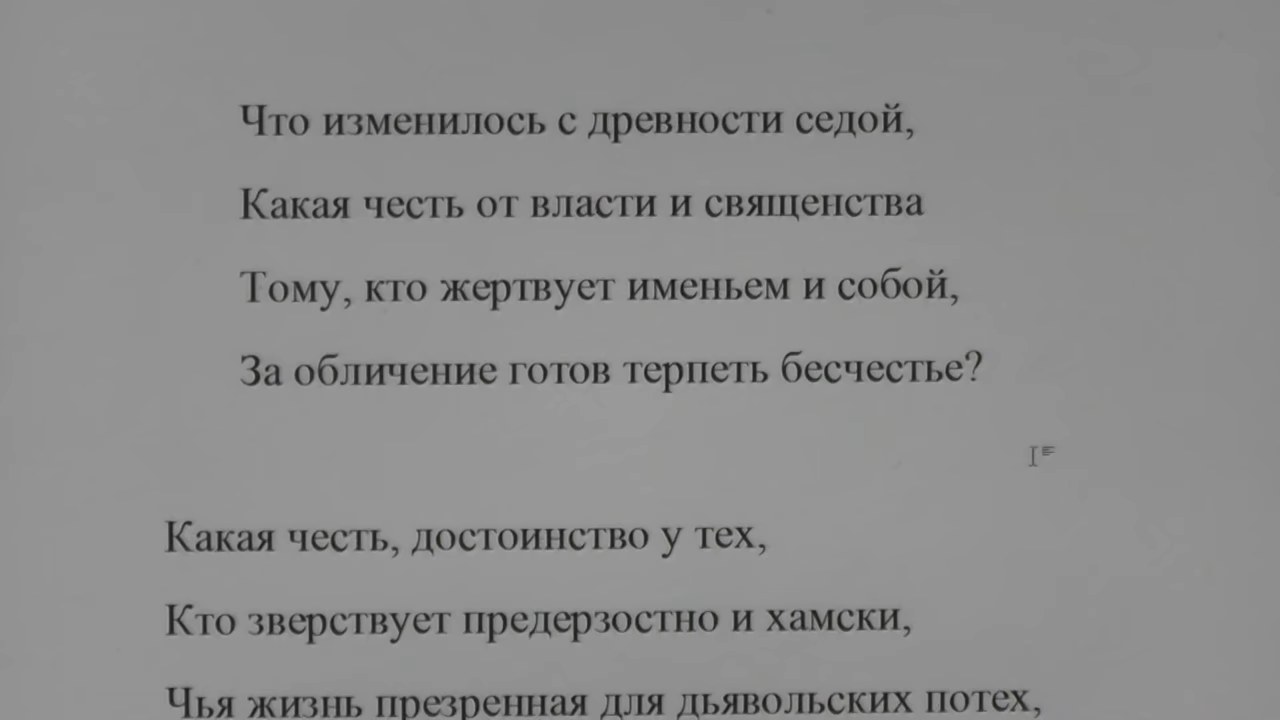 Что изменилось с древности седой,
Какая честь от власти и священства
Тому, кто жертвует именьем и собой,
За обличение готов терпеть бесчестье?
Какая честь, достоинство у тех,
Кто зверствует предерзостно и хамски,
Чья жизнь презренная для дьявольских потех,